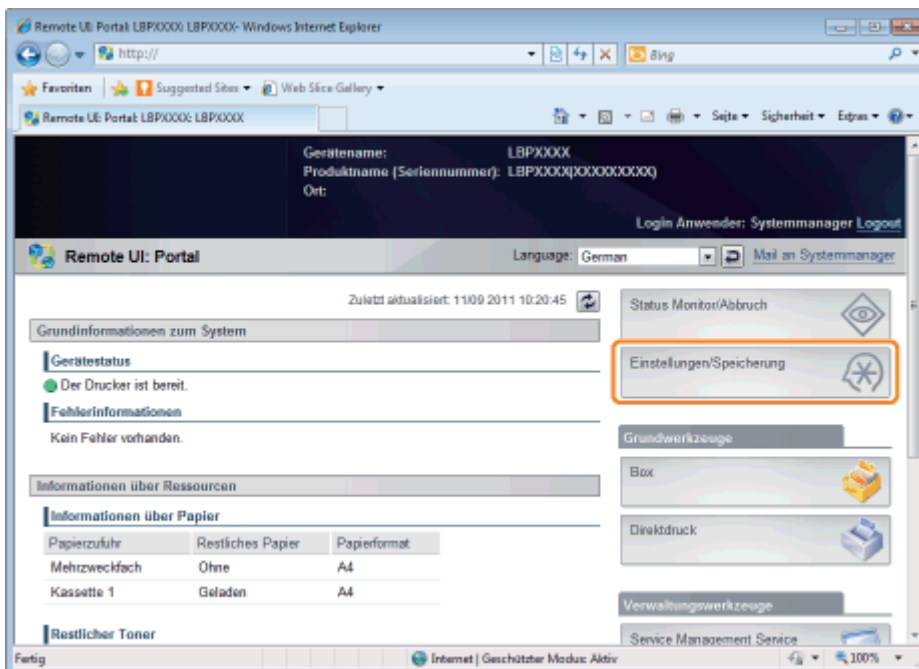 Remote UI: Portal: LBPXXXX: LBPXXXX- Windows Internet Explorer
http://
Bing
Favoriten
Suggested Sites
Web Slice Gallery
Remote UI: Portal: LBPXXXX: LBPXXXX
Seite
Sicherheit
Extras
Gerätename: LBPXXXX
Produktname (Seriennummer): LBPXXXX(XXXXXXXXX)
Ort:
Login Anwender: Systemmanager Logout
Remote UI: Portal
Language: German
Mail an Systemmanager
Zuletzt aktualisiert: 11/09 2011 10:20:45
Grundinformationen zum System
Gerätestatus
Der Drucker ist bereit.
Fehlerinformationen
Kein Fehler vorhanden.
Informationen über Ressourcen
Informationen über Papier
Papierzufuhr Restliches Papier Papierformat
Mehrzweckfach Ohne A4
Kassette 1 Geladen A4
Restlicher Toner
Status Monitor/Abbruch
Einstellungen/Speicherung
Grundwerkzeuge
Box
Direktdruck
Verwaltungswerkzeuge
Service Management Service
Fertig
Internet | Geschützter Modus: Aktiv
100%